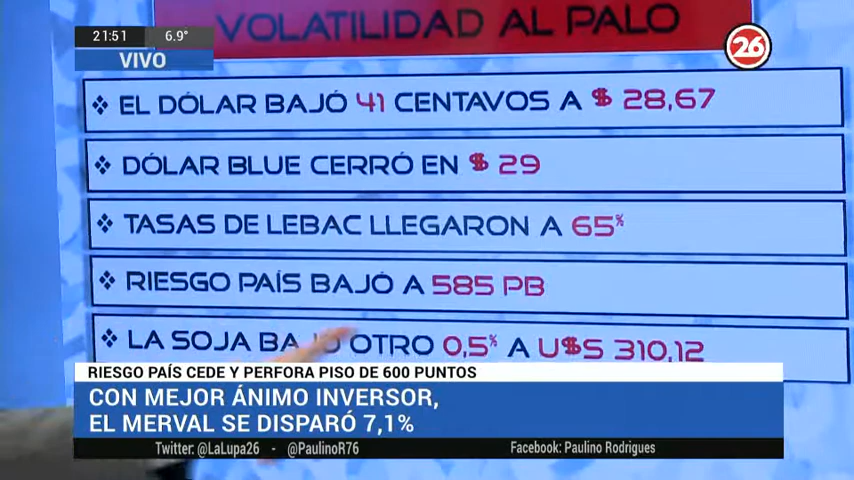 VOLATILIDAD AL PALO
21:51 6.9°
VIVO
26
❖ EL DÓLAR BAJÓ 41 CENTAVOS A $ 28,67
❖ DÓLAR BLUE CERRÓ EN $ 29
❖ TASAS DE LEBAC LLEGARON A 65%
❖ RIESGO PAÍS BAJÓ A 585 PB
❖ LA SOJA BAJÓ OTRO 0,5% A U$S 310,12
RIESGO PAÍS CEDE Y PERFORA PISO DE 600 PUNTOS
CON MEJOR ÁNIMO INVERSOR,
EL MERVAL SE DISPARÓ 7,1%
Twitter: @LaLupa26 - @PaulinoR76 Facebook: Paulino Rodrigues